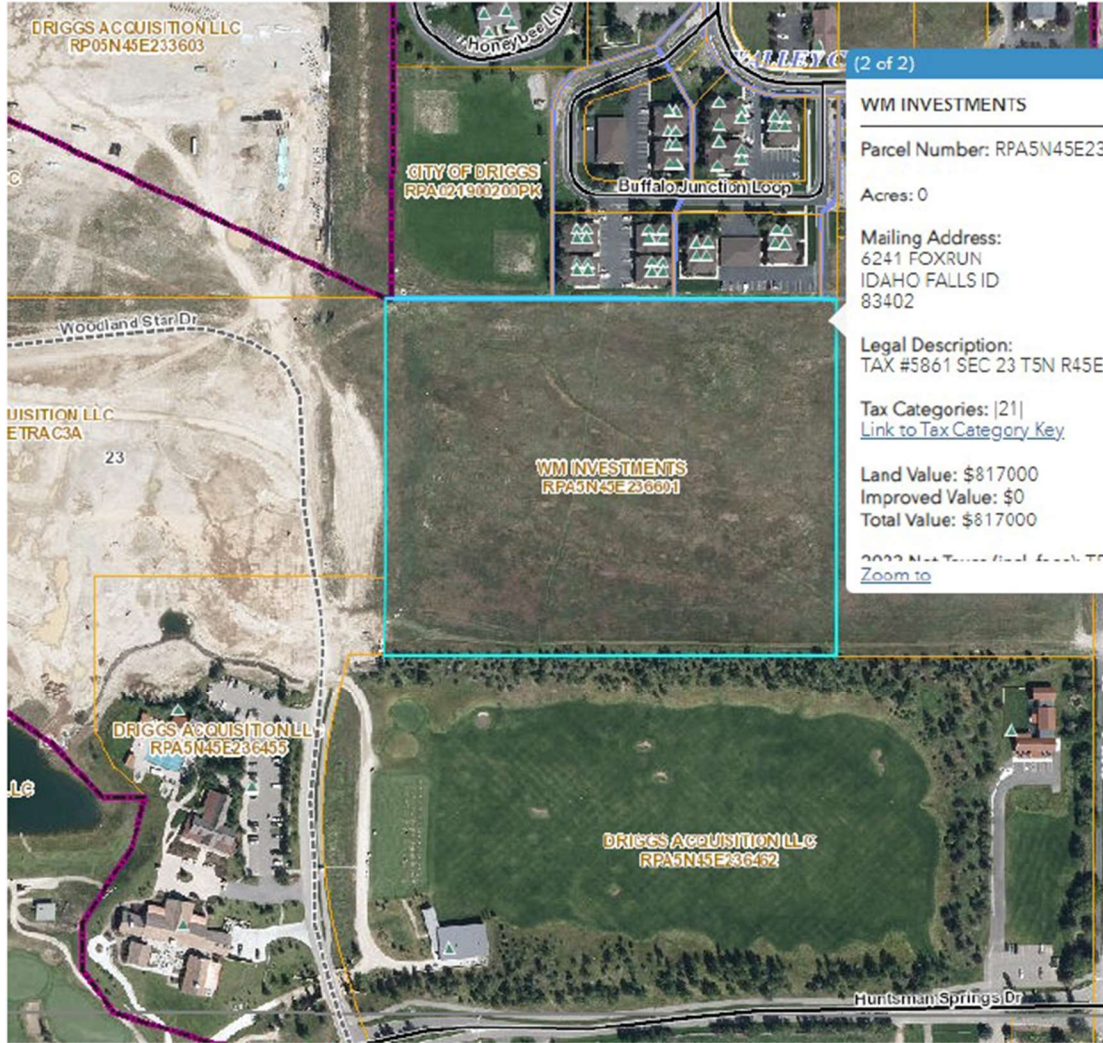 DRIGGS ACQUISITION LLC
RP05N45E233603
Honeybee Ln
VALLEY C
(2 of 2)
WM INVESTMENTS
Parcel Number: RPA5N45E23
Acres: 0
Mailing Address:
6241 FOXRUN
IDAHO FALLS ID
83402
Legal Description:
TAX #5861 SEC 23 T5N R45E
Tax Categories: |21|
Link to Tax Category Key
Land Value: $817000
Improved Value: $0
Total Value: $817000
Zoom to
C
CITY OF DRIGGS
RPA021900200PK
Buffalo Junction Loop
Woodland Star Dr
UISITION LLC
ETRAC3A
23
WM INVESTMENTS
RPA5N45E236601
DRIGGS ACQUISITION LL
RPA5N45E236455
LLC
DRIGGS ACQUISITION LLC
RPA5N45E236462
Huntsman Springs Dr